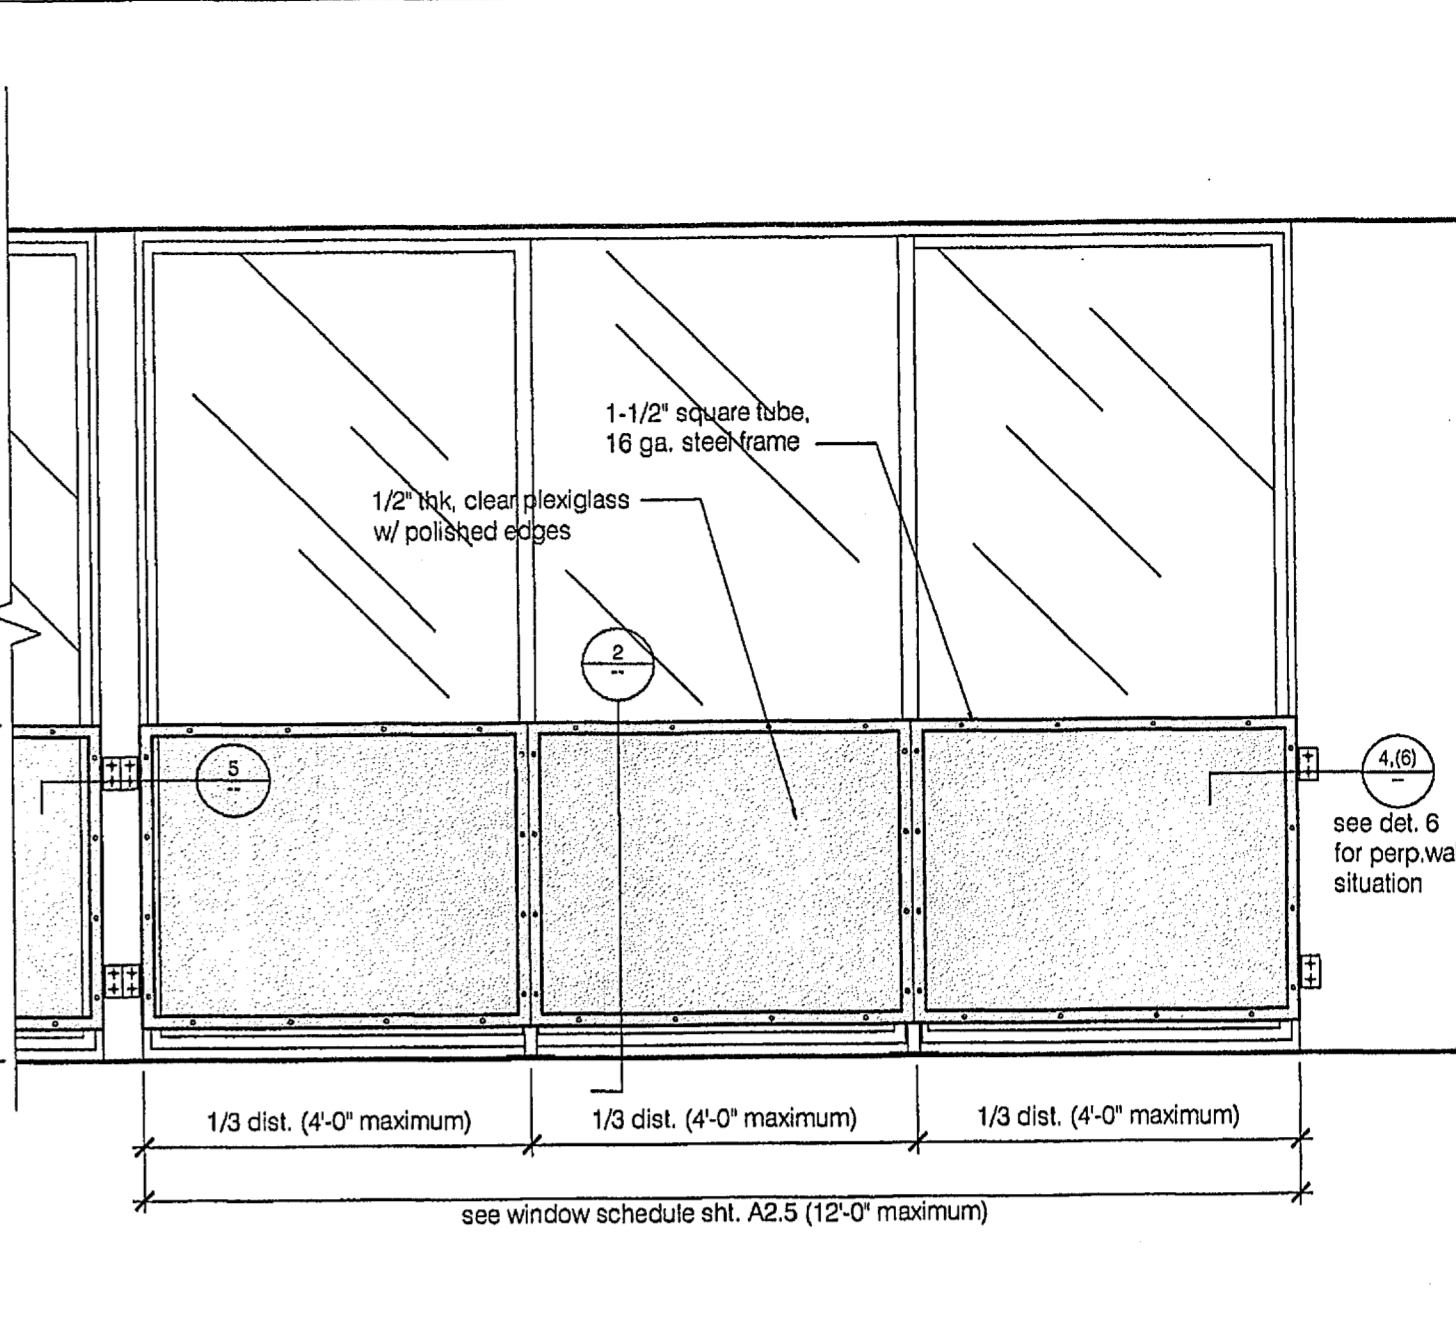 1-1/2" square tube,
16 ga. steel frame
1/2" thk, clear plexiglass
w/ polished edges
2
--
5
--
4,(6)
–
see det. 6
for perp.wa
situation
1/3 dist. (4'-0" maximum)
1/3 dist. (4'-0" maximum)
1/3 dist. (4'-0" maximum)
see window schedule sht. A2.5 (12'-0" maximum)